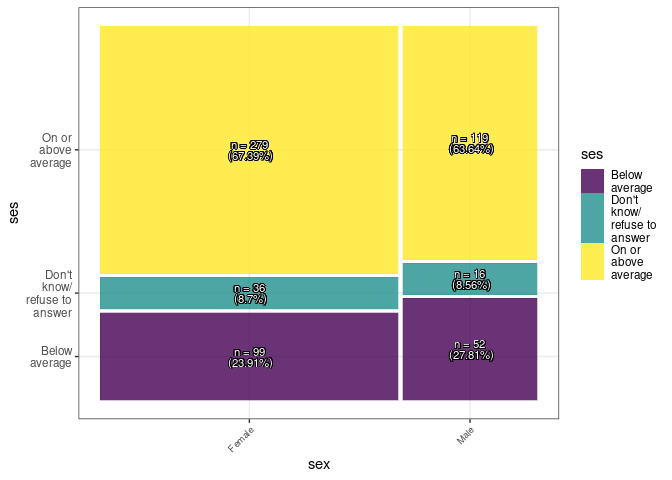 ses
On or
above
average
Don't
know/
refuse to
answer
Below
average
n = 279
(67.39%)
n = 119
(63.64%)
n = 36
(8.7%)
n = 16
(8.56%)
n = 99
(23.91%)
n = 52
(27.81%)
Female
Male
sex
ses
Below
average
Don't
know/
refuse to
answer
On or
above
average